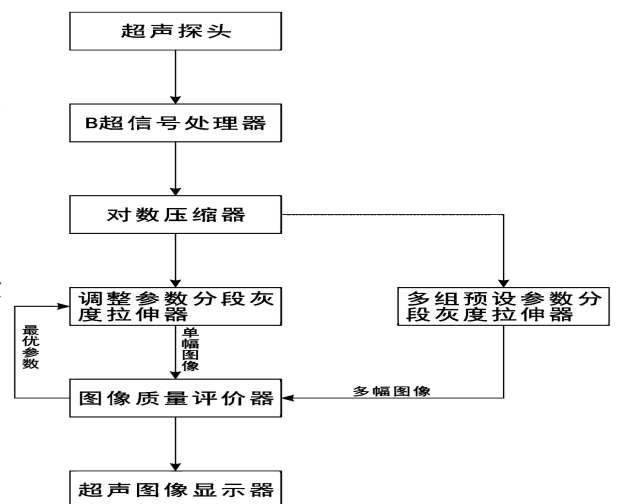 超声探头
B超信号处理器
对数压缩器
调整参数分段灰
度拉伸器
多组预设参数分
段灰度拉伸器
最优参数
单幅图像
图像质量评价器
多幅图像
超声图像显示器